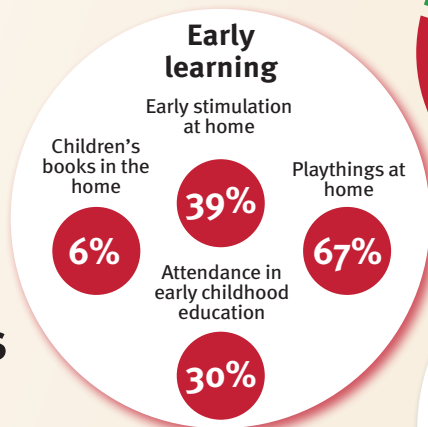 Early
learning
Early stimulation
at home
39%
Children's
books in the
home
6%
Playthings at
home
67%
Attendance in
early childhood
education
30%
s